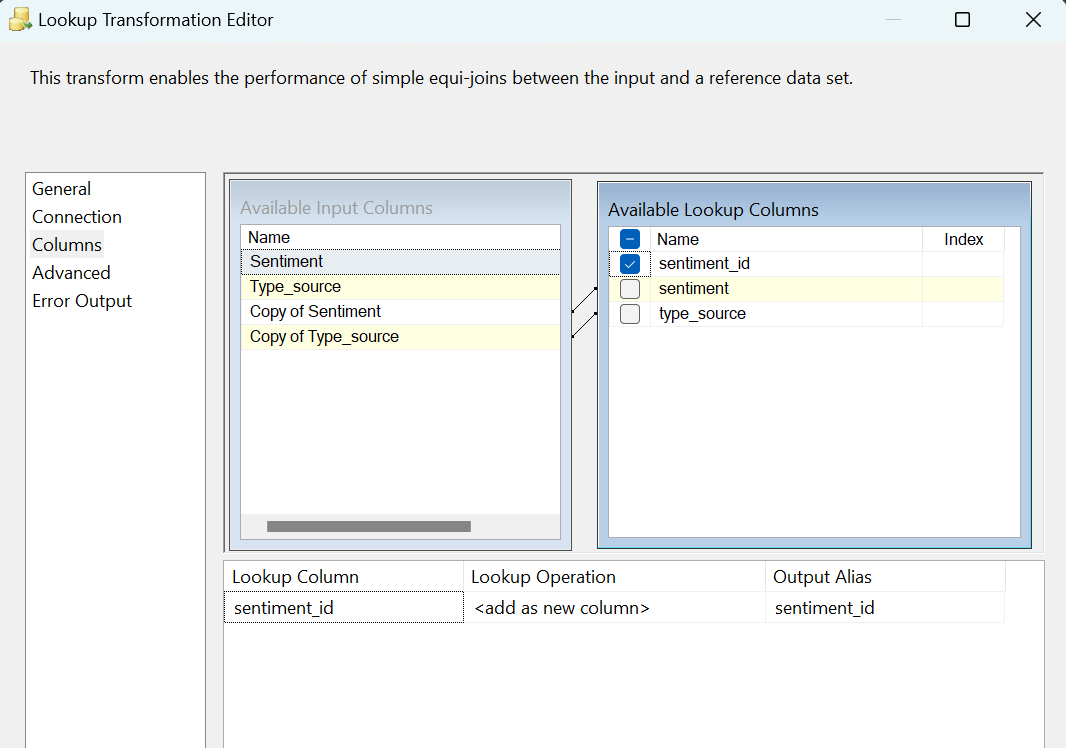 Lookup Transformation Editor
This transform enables the performance of simple equi-joins between the input and a reference data set.
General
Connection
Columns
Advanced
Error Output
Available Input Columns
Name
Sentiment
Type_source
Copy of Sentiment
Copy of Type_source
Available Lookup Columns
Name Index
sentiment_id
sentiment
type_source
Lookup Column Lookup Operation Output Alias
sentiment_id <add as new column> sentiment_id